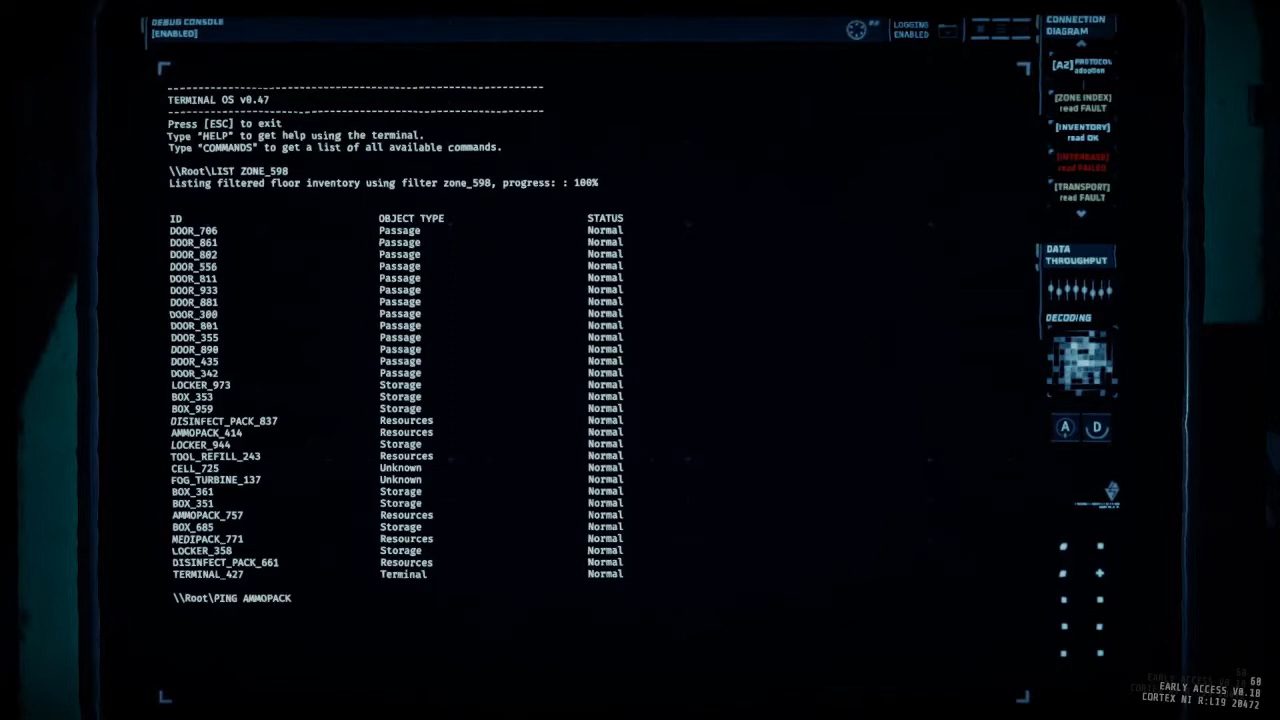 DEBUG CONSOLE
[ENABLED]
LOGGING
ENABLED
CONNECTION
DIAGRAM
------------------------------------------------------------
TERMINAL OS v0.47
------------------------------------------------------------
Press [ESC] to exit
Type "HELP" to get help using the terminal.
Type "COMMANDS" to get a list of all available commands.
\\Root\LIST ZONE_598
Listing filtered floor inventory using filter zone_598, progress: : 100%
ID OBJECT TYPE STATUS
DOOR_706 Passage Normal
DOOR_861 Passage Normal
DOOR_802 Passage Normal
DOOR_556 Passage Normal
DOOR_811 Passage Normal
DOOR_933 Passage Normal
DOOR_881 Passage Normal
DOOR_300 Passage Normal
DOOR_801 Passage Normal
DOOR_355 Passage Normal
DOOR_890 Passage Normal
DOOR_435 Passage Normal
DOOR_342 Passage Normal
LOCKER_973 Storage Normal
BOX_353 Storage Normal
BOX_959 Storage Normal
DISINFECT_PACK_837 Resources Normal
AMMOPACK_414 Resources Normal
LOCKER_944 Storage Normal
TOOL_REFILL_243 Resources Normal
CELL_725 Unknown Normal
FOG_TURBINE_137 Unknown Normal
BOX_361 Storage Normal
BOX_351 Storage Normal
AMMOPACK_757 Resources Normal
BOX_685 Storage Normal
MEDIPACK_771 Resources Normal
LOCKER_358 Storage Normal
DISINFECT_PACK_661 Resources Normal
TERMINAL_427 Terminal Normal
\\Root\PING AMMOPACK
[A2] PROTOCOL
adoption
[ZONE INDEX]
read FAULT
[INVENTORY]
read OK
read FAILED
[TRANSPORT]
read FAULT
DATA
THROUGHPUT
DECODING
A D
60
EARLY ACCESS V0.18
CORTEX NI R:L19 20472